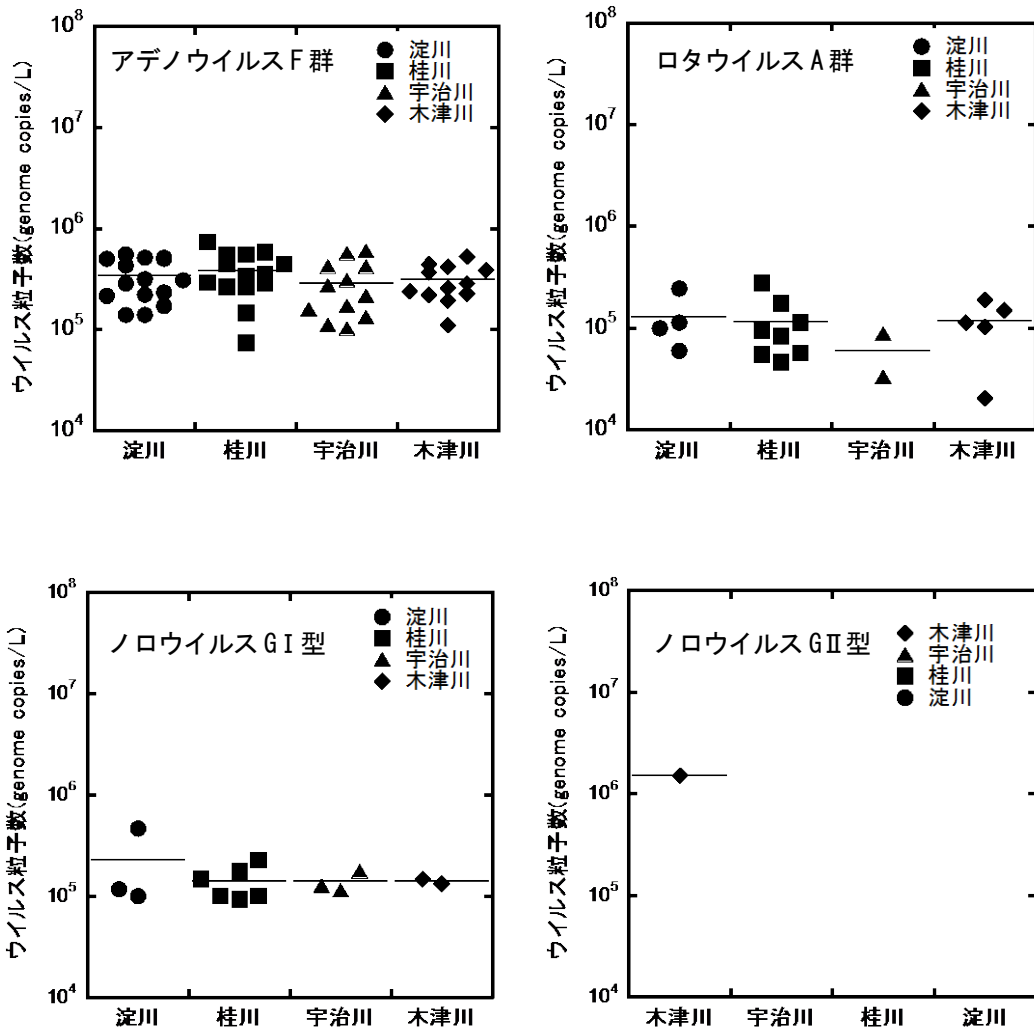 ウイルス粒子数(genome copies/L)
10⁸
10⁷
10⁶
10⁵
10⁴
アデノウイルスF群
淀川
桂川
宇治川
木津川
淀川 桂川 宇治川 木津川
ウイルス粒子数(genome copies/L)
10⁸
10⁷
10⁶
10⁵
10⁴
ロタウイルスA群
淀川
桂川
宇治川
木津川
淀川 桂川 宇治川 木津川
ウイルス粒子数(genome copies/L)
10⁸
10⁷
10⁶
10⁵
10⁴
ノロウイルスGⅠ型
淀川
桂川
宇治川
木津川
淀川 桂川 宇治川 木津川
ウイルス粒子数(genome copies/L)
10⁸
10⁷
10⁶
10⁵
10⁴
ノロウイルスGⅡ型
木津川
宇治川
桂川
淀川
木津川 宇治川 桂川 淀川